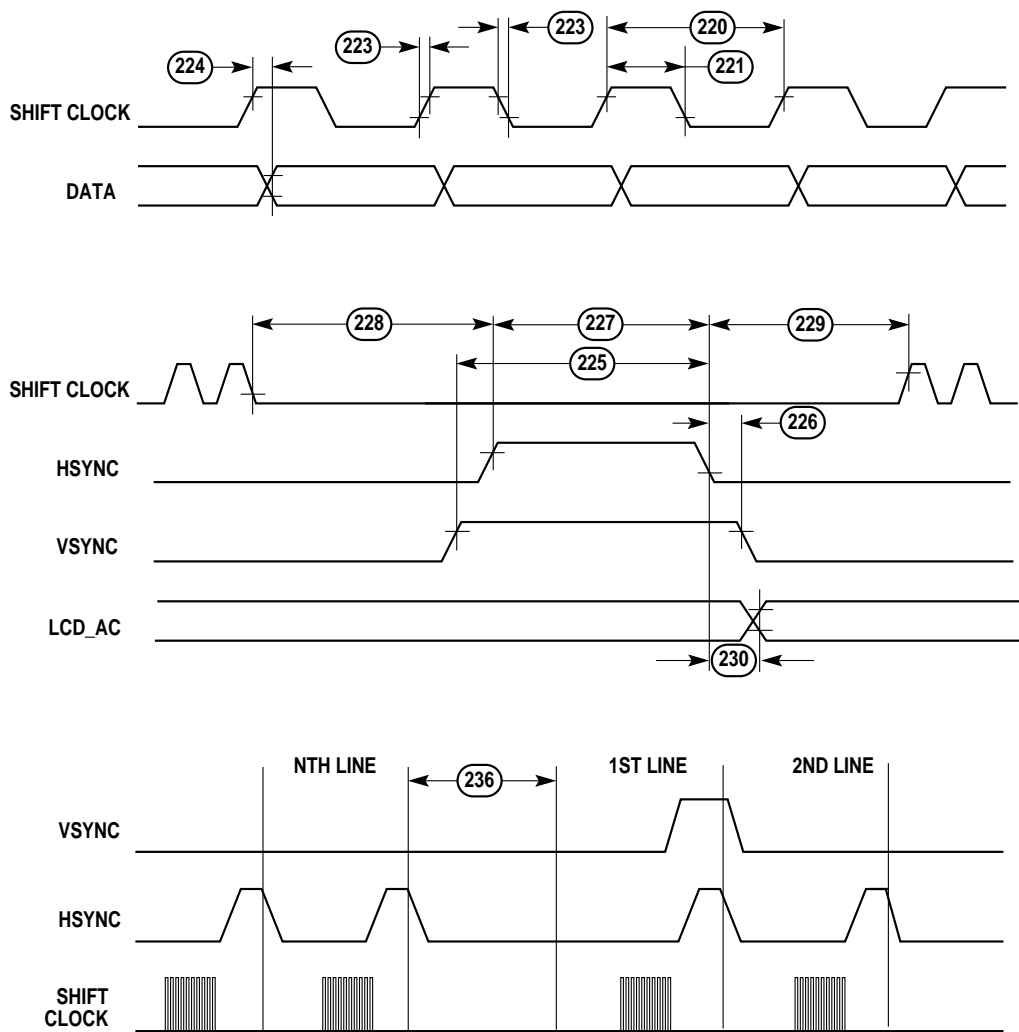 223
223
220
224
221
SHIFT CLOCK
DATA
228
227
229
225
SHIFT CLOCK
226
HSYNC
VSYNC
LCD_AC
230
NTH LINE
236
1ST LINE
2ND LINE
VSYNC
HSYNC
SHIFT
CLOCK